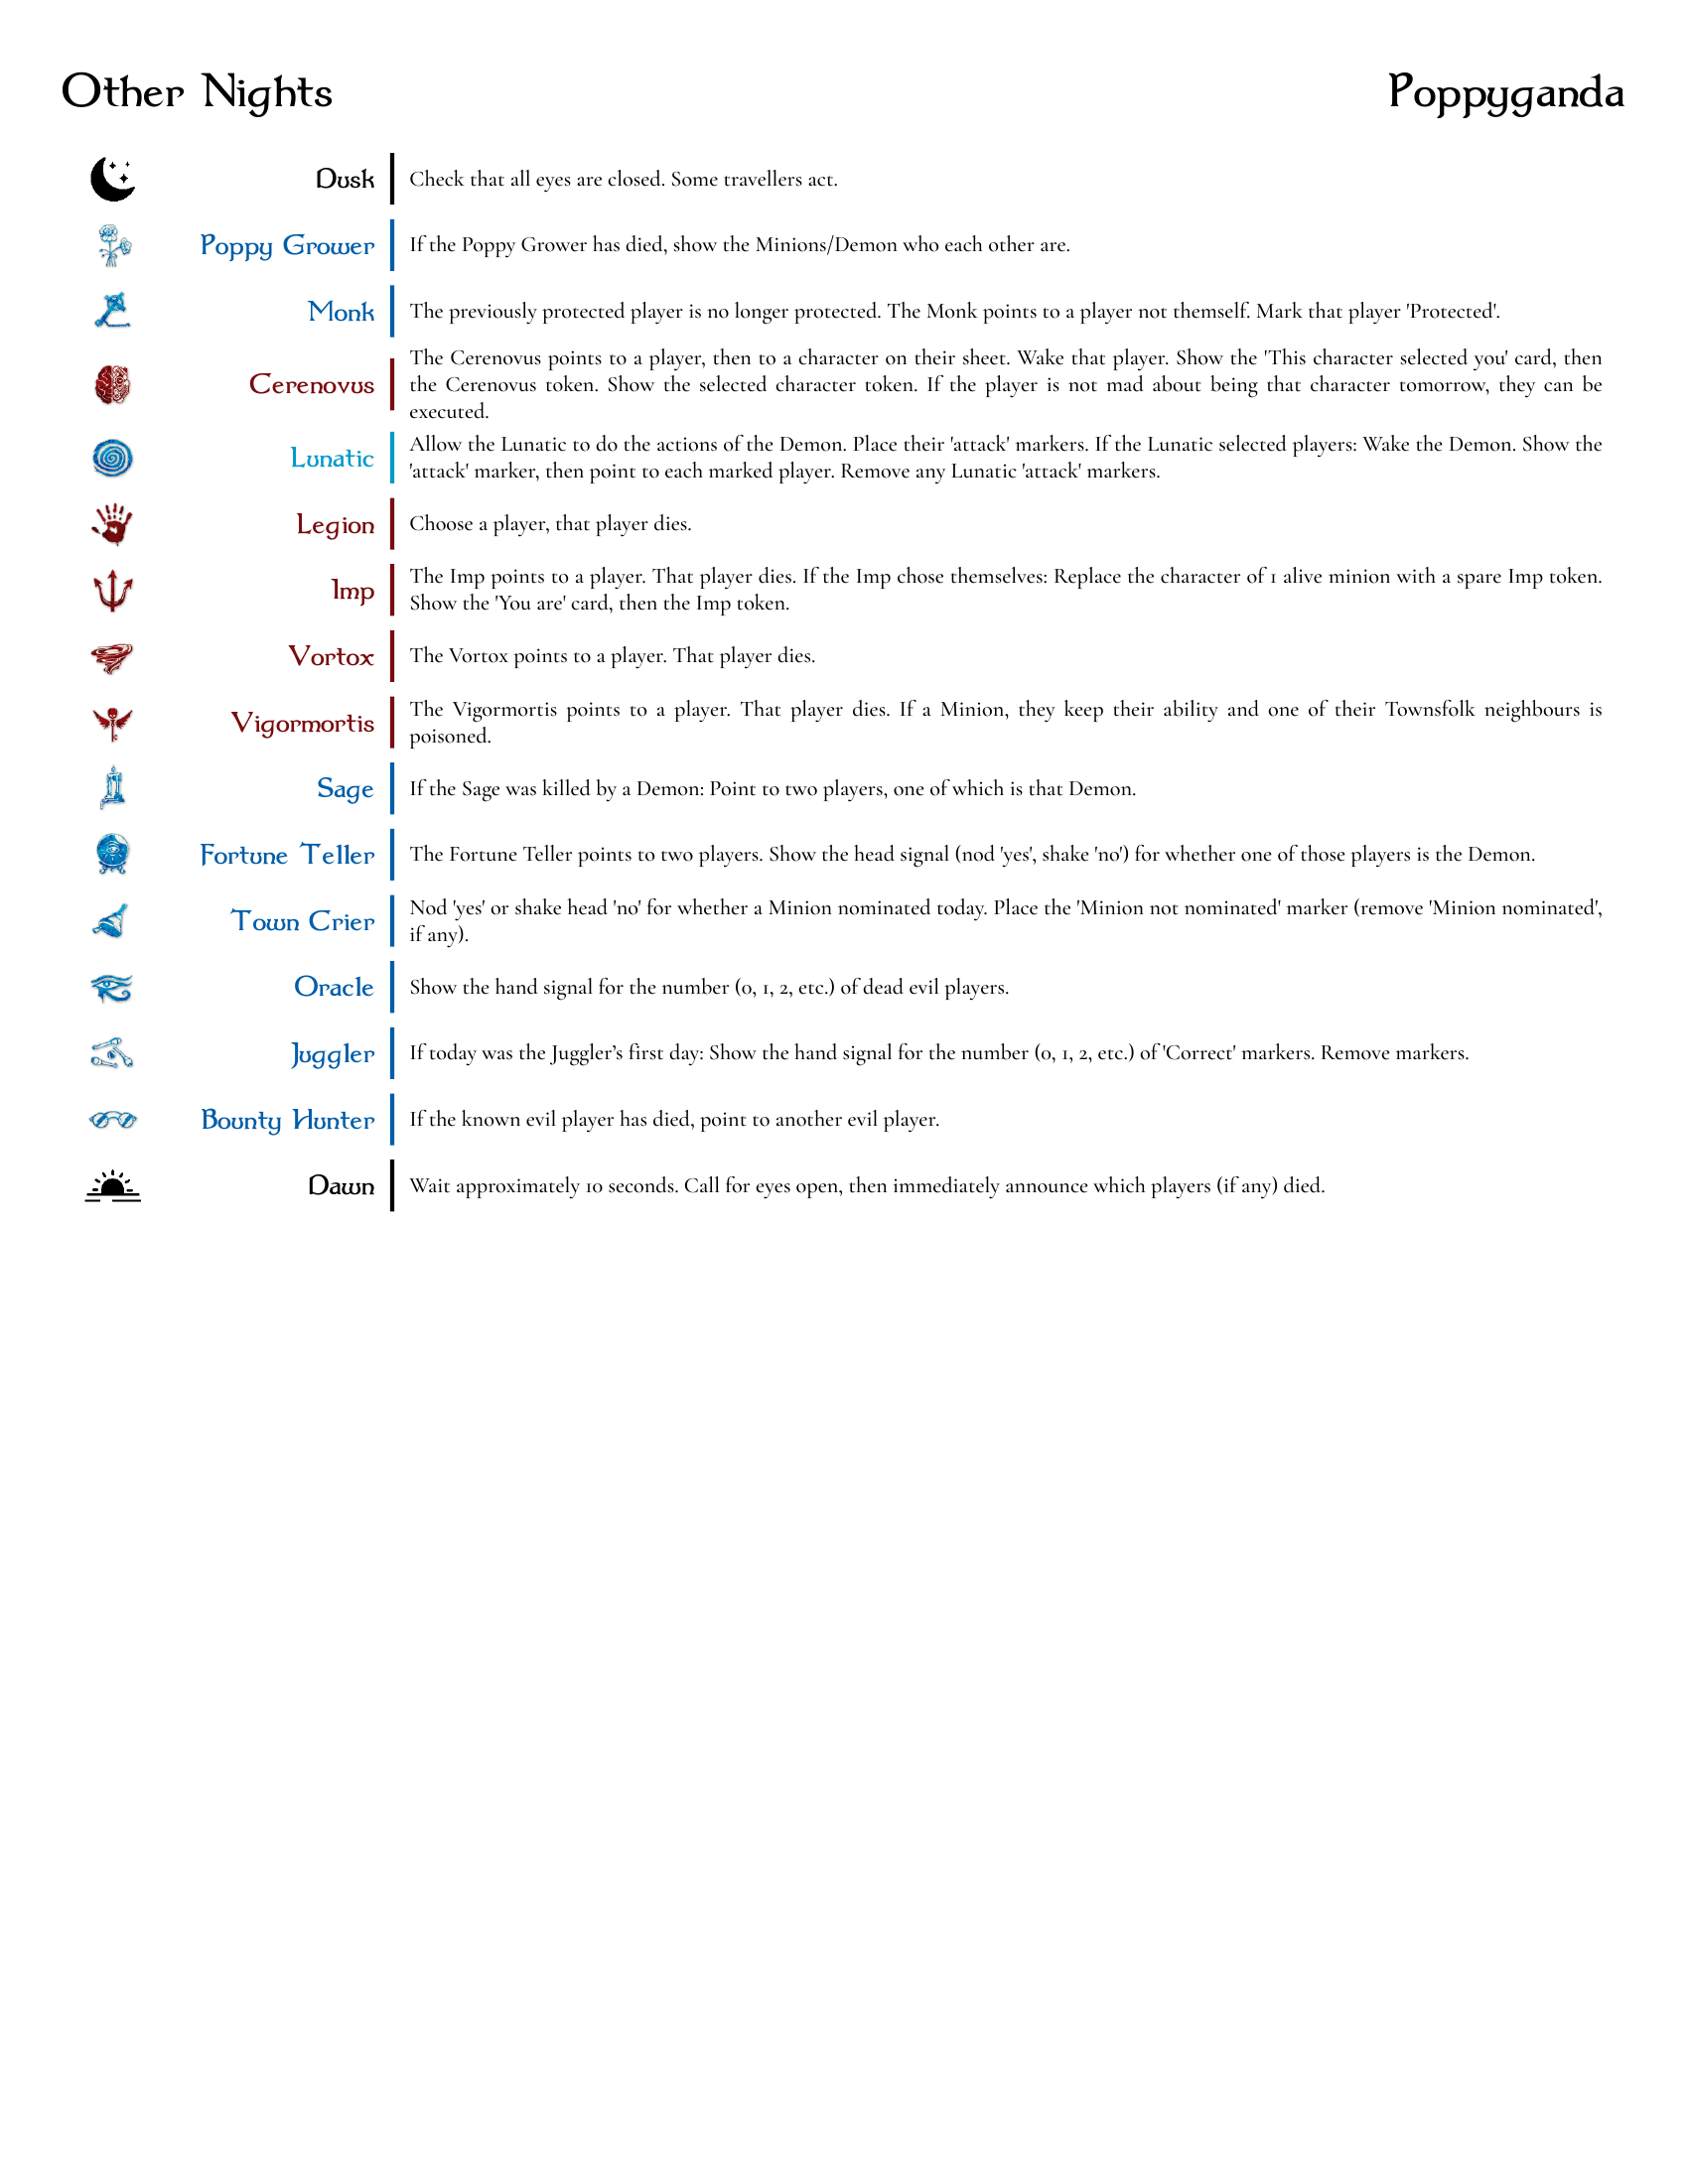 Other Nights
Poppyganda
Dusk
Check that all eyes are closed. Some travellers act.
Poppy Grower
If the Poppy Grower has died, show the Minions/Demon who each other are.
Monk
The previously protected player is no longer protected. The Monk points to a player not themself. Mark that player 'Protected'.
Cerenovus
The Cerenovus points to a player, then to a character on their sheet. Wake that player. Show the 'This character selected you' card, then
the Cerenovus token. Show the selected character token. If the player is not mad about being that character tomorrow, they can be
executed.
Lunatic
Allow the Lunatic to do the actions of the Demon. Place their 'attack' markers. If the Lunatic selected players: Wake the Demon. Show the
'attack' marker, then point to each marked player. Remove any Lunatic 'attack' markers.
Legion
Choose a player, that player dies.
Imp
The Imp points to a player. That player dies. If the Imp chose themselves: Replace the character of 1 alive minion with a spare Imp token.
Show the 'You are' card, then the Imp token.
Vortox
The Vortox points to a player. That player dies.
Vigormortis
The Vigormortis points to a player. That player dies. If a Minion, they keep their ability and one of their Townsfolk neighbours is
poisoned.
Sage
If the Sage was killed by a Demon: Point to two players, one of which is that Demon.
Fortune Teller
The Fortune Teller points to two players. Show the head signal (nod 'yes', shake 'no') for whether one of those players is the Demon.
Town Crier
Nod 'yes' or shake head 'no' for whether a Minion nominated today. Place the 'Minion not nominated' marker (remove 'Minion nominated',
if any).
Oracle
Show the hand signal for the number (0, 1, 2, etc.) of dead evil players.
Juggler
If today was the Juggler’s first day: Show the hand signal for the number (0, 1, 2, etc.) of 'Correct' markers. Remove markers.
Bounty Hunter
If the known evil player has died, point to another evil player.
Dawn
Wait approximately 10 seconds. Call for eyes open, then immediately announce which players (if any) died.